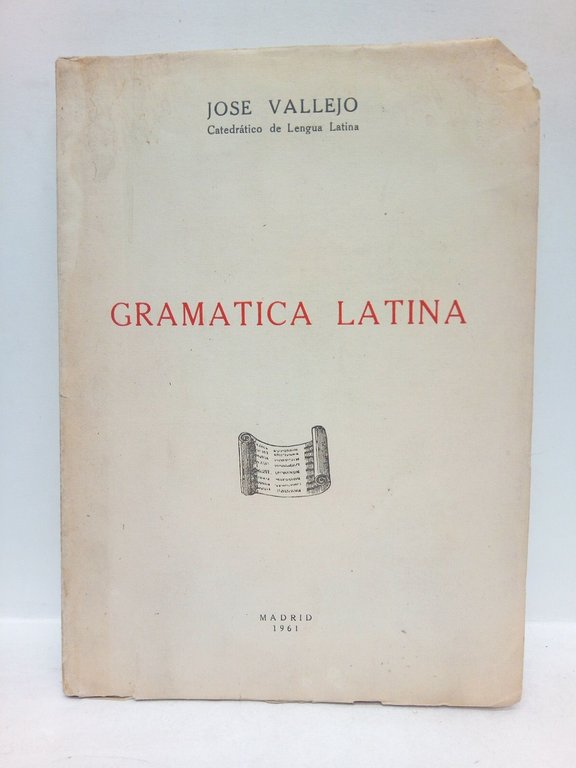 JOSE VALLEJO
Catedrático de Lengua Latina
GRAMATICA LATINA
MADRID
1961